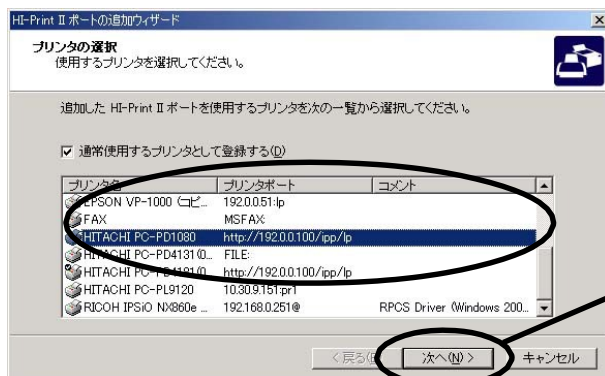 HI-Print II ポートの追加ウィザード
プリンタの選択
使用するプリンタを選択してください。
追加した HI-Print II ポートを使用するプリンタを次の一覧から選択してください。
通常使用するプリンタとして登録する(D)
プリンタ名 プリンタポート コメント
EPSON VP-1000 (コピ... 192.0.0.51:lp
FAX MSFAX:
HITACHI PC-PD1080 http://192.0.0.100/ipp/lp
HITACHI PC-PD4131(0... FILE:
HITACHI PC-PD4191(0... http://192.0.0.100/ipp/lp
HITACHI PC-PL9120 10.30.9.151:pr1
RICOH IPSiO NX860e ... 192.168.0.251@ RPCS Driver (Windows 200...
< 戻る 次へ(N) > キャンセル